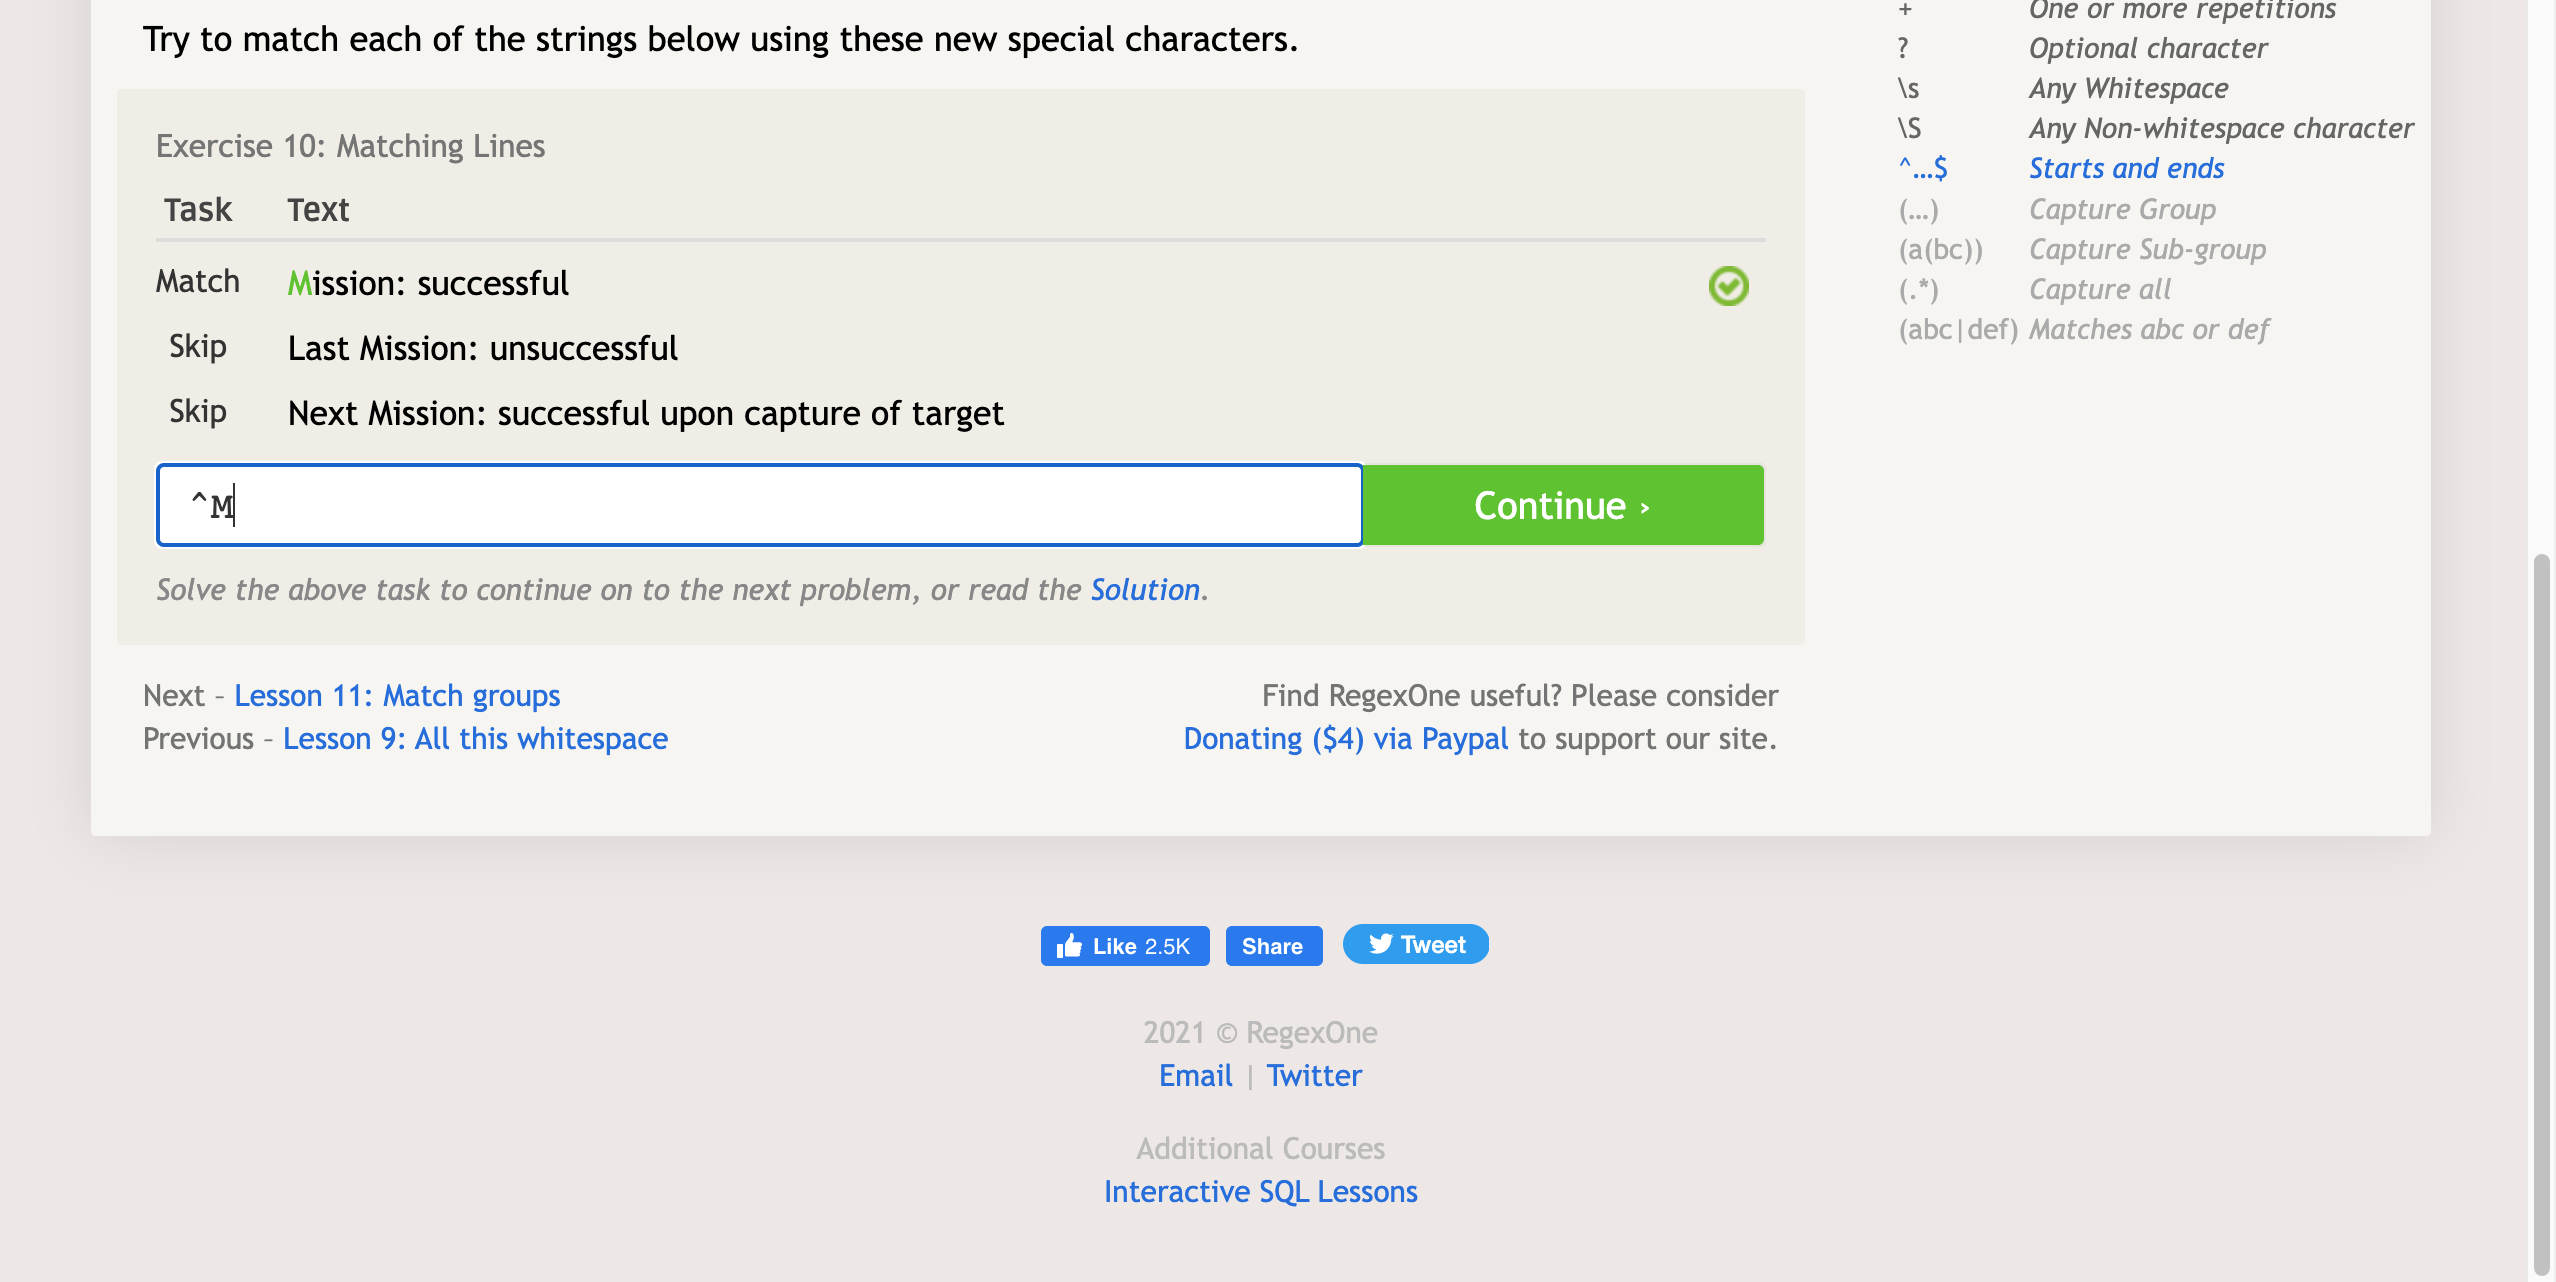 Try to match each of the strings below using these new special characters.
Exercise 10: Matching Lines
Task Text
Match Mission: successful
Skip Last Mission: unsuccessful
Skip Next Mission: successful upon capture of target
^M
Continue ›
Solve the above task to continue on to the next problem, or read the Solution.
Next – Lesson 11: Match groups
Previous – Lesson 9: All this whitespace
Find RegexOne useful? Please consider
Donating ($4) via Paypal to support our site.
+ One or more repetitions
? Optional character
\s Any Whitespace
\S Any Non-whitespace character
^…$ Starts and ends
(…) Capture Group
(a(bc)) Capture Sub-group
(.*) Capture all
(abc|def) Matches abc or def
Like 2.5K Share Tweet
2021 © RegexOne
Email | Twitter
Additional Courses
Interactive SQL Lessons